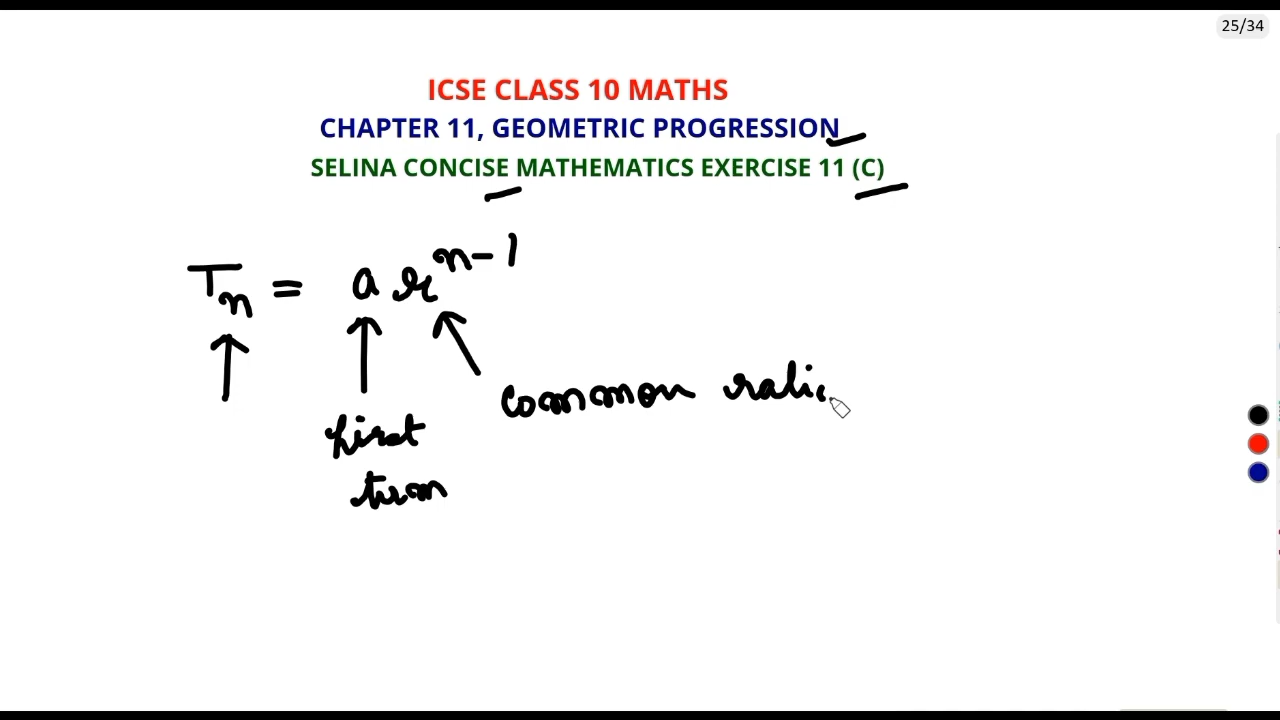 25/34
ICSE CLASS 10 MATHS
CHAPTER 11, GEOMETRIC PROGRESSION
SELINA CONCISE MATHEMATICS EXERCISE 11 (C)
Tn = ar^n-1
common ratio
first
term